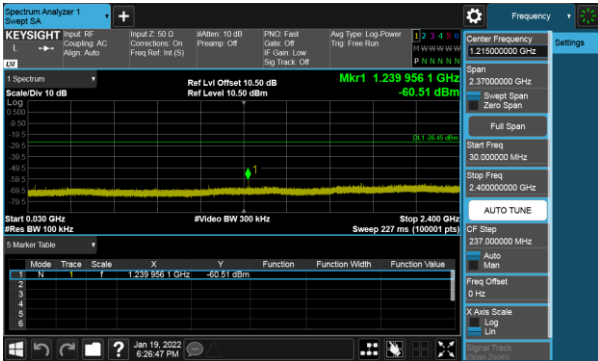 Spectrum Analyzer 1
Swept SA
+
Frequency
KEYSIGHT
L
Input: RF
Coupling: AC
Align: Auto
Input Z: 50 Ω
Corrections: On
Freq Ref: Int (S)
#Atten: 10 dB
Preamp: Off
PNO: Fast
Gate: Off
IF Gain: Low
Sig Track: Off
Avg Type: Log-Power
Trig: Free Run
1 2 3 4 5 6
M W W W W W
P N N N N N
1 Spectrum
Scale/Div 10 dB
Ref Lvl Offset 10.50 dB
Ref Level 10.50 dBm
Mkr1 1.239 956 1 GHz
-60.51 dBm
Log
0.500
-9.50
-19.5
-29.5
-39.5
-49.5
-59.5
-69.5
-79.5
DL1 -26.45 dBm
1
Start 0.030 GHz
#Res BW 100 kHz
#Video BW 300 kHz
Stop 2.400 GHz
Sweep 227 ms (100001 pts)
5 Marker Table
Mode Trace Scale X Y Function Function Width Function Value
1 N 1 f 1.239 956 1 GHz -60.51 dBm
2
3
4
5
6
Jan 19, 2022
6:26:47 PM
?
Center Frequency
1.215000000 GHz
Span
2.37000000 GHz
Swept Span
Zero Span
Full Span
Start Freq
30.000000 MHz
Stop Freq
2.400000000 GHz
AUTO TUNE
CF Step
237.000000 MHz
Auto
Man
Freq Offset
0 Hz
X Axis Scale
Log
Lin
Signal Track
(Span Zoom)
Settings